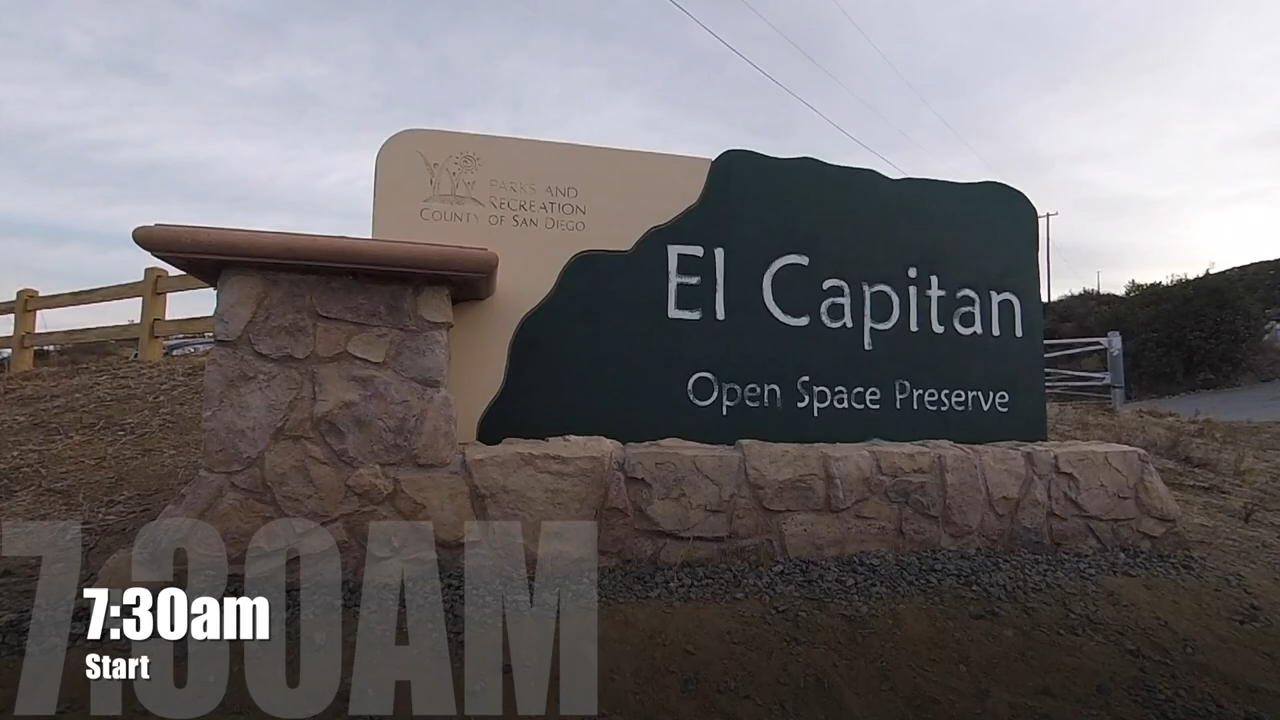 PARKS AND
RECREATION
COUNTY OF SAN DIEGO
El Capitan
Open Space Preserve
7:30AM
7:30am
Start